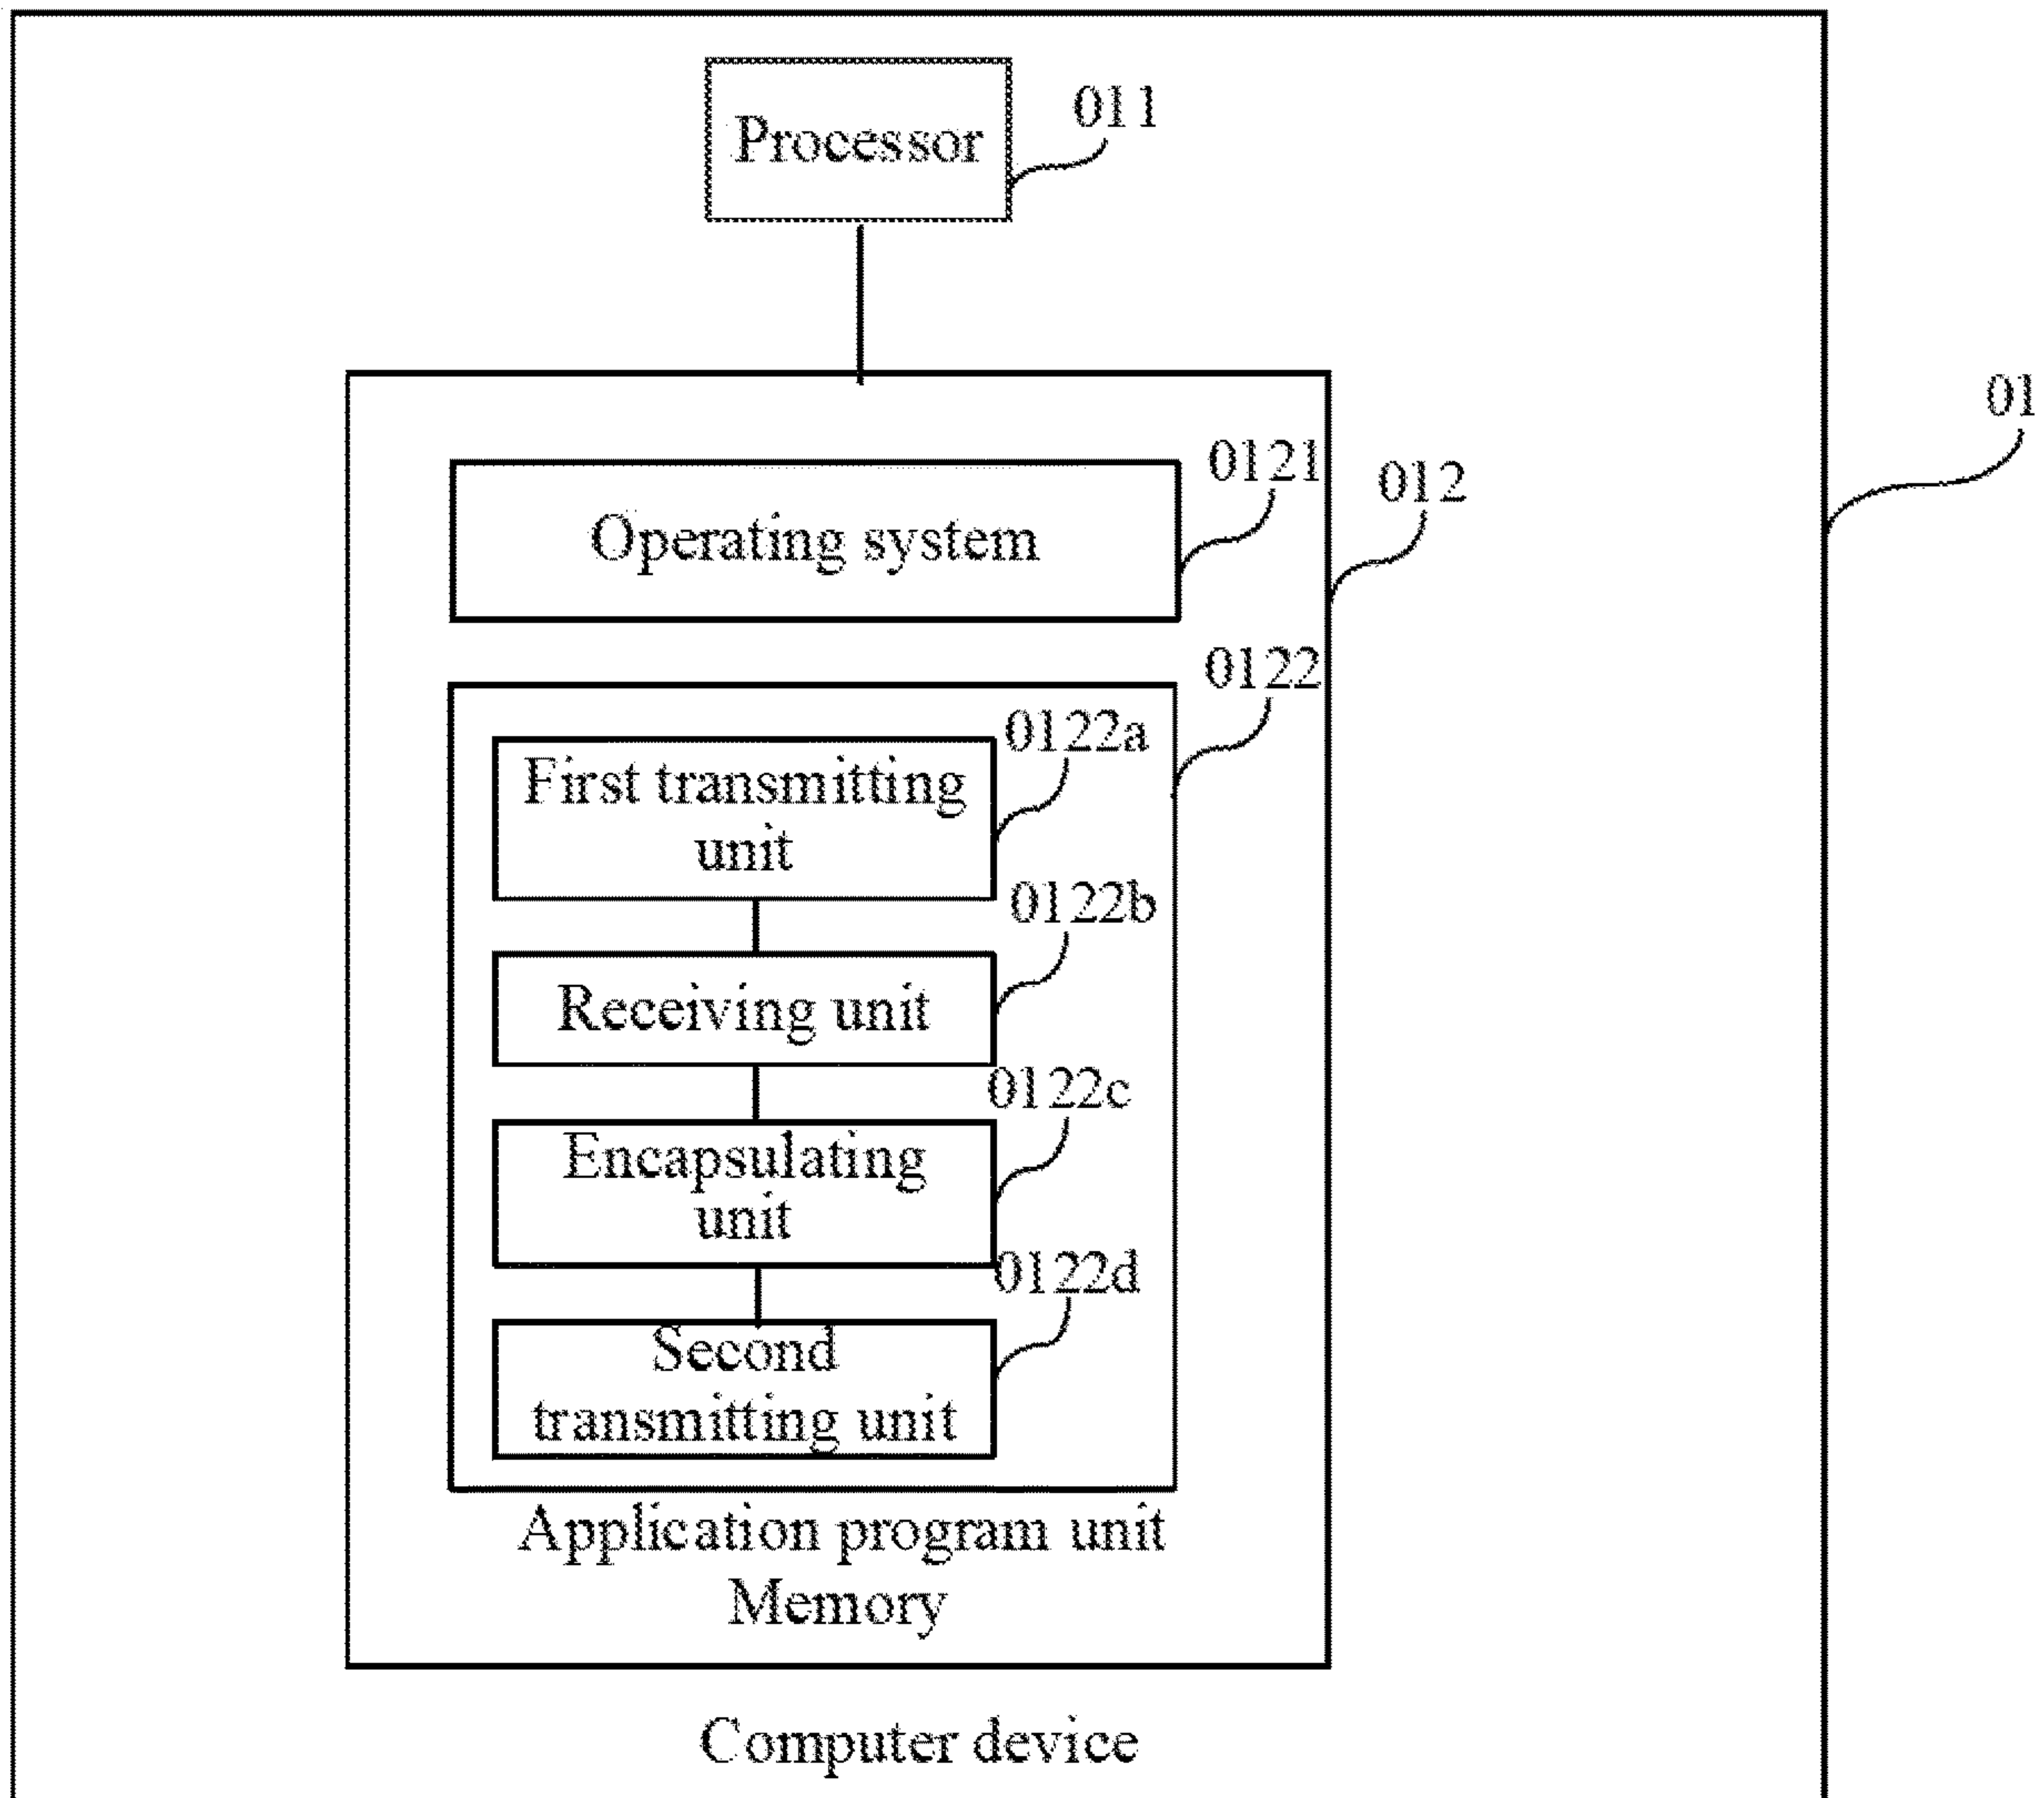 Processor
011
01
0121
012
Operating system
0122
0122a
First transmitting
unit
0122b
Receiving unit
0122c
Encapsulating
unit
0122d
Second
transmitting unit
Application program unit
Memory
Computer device